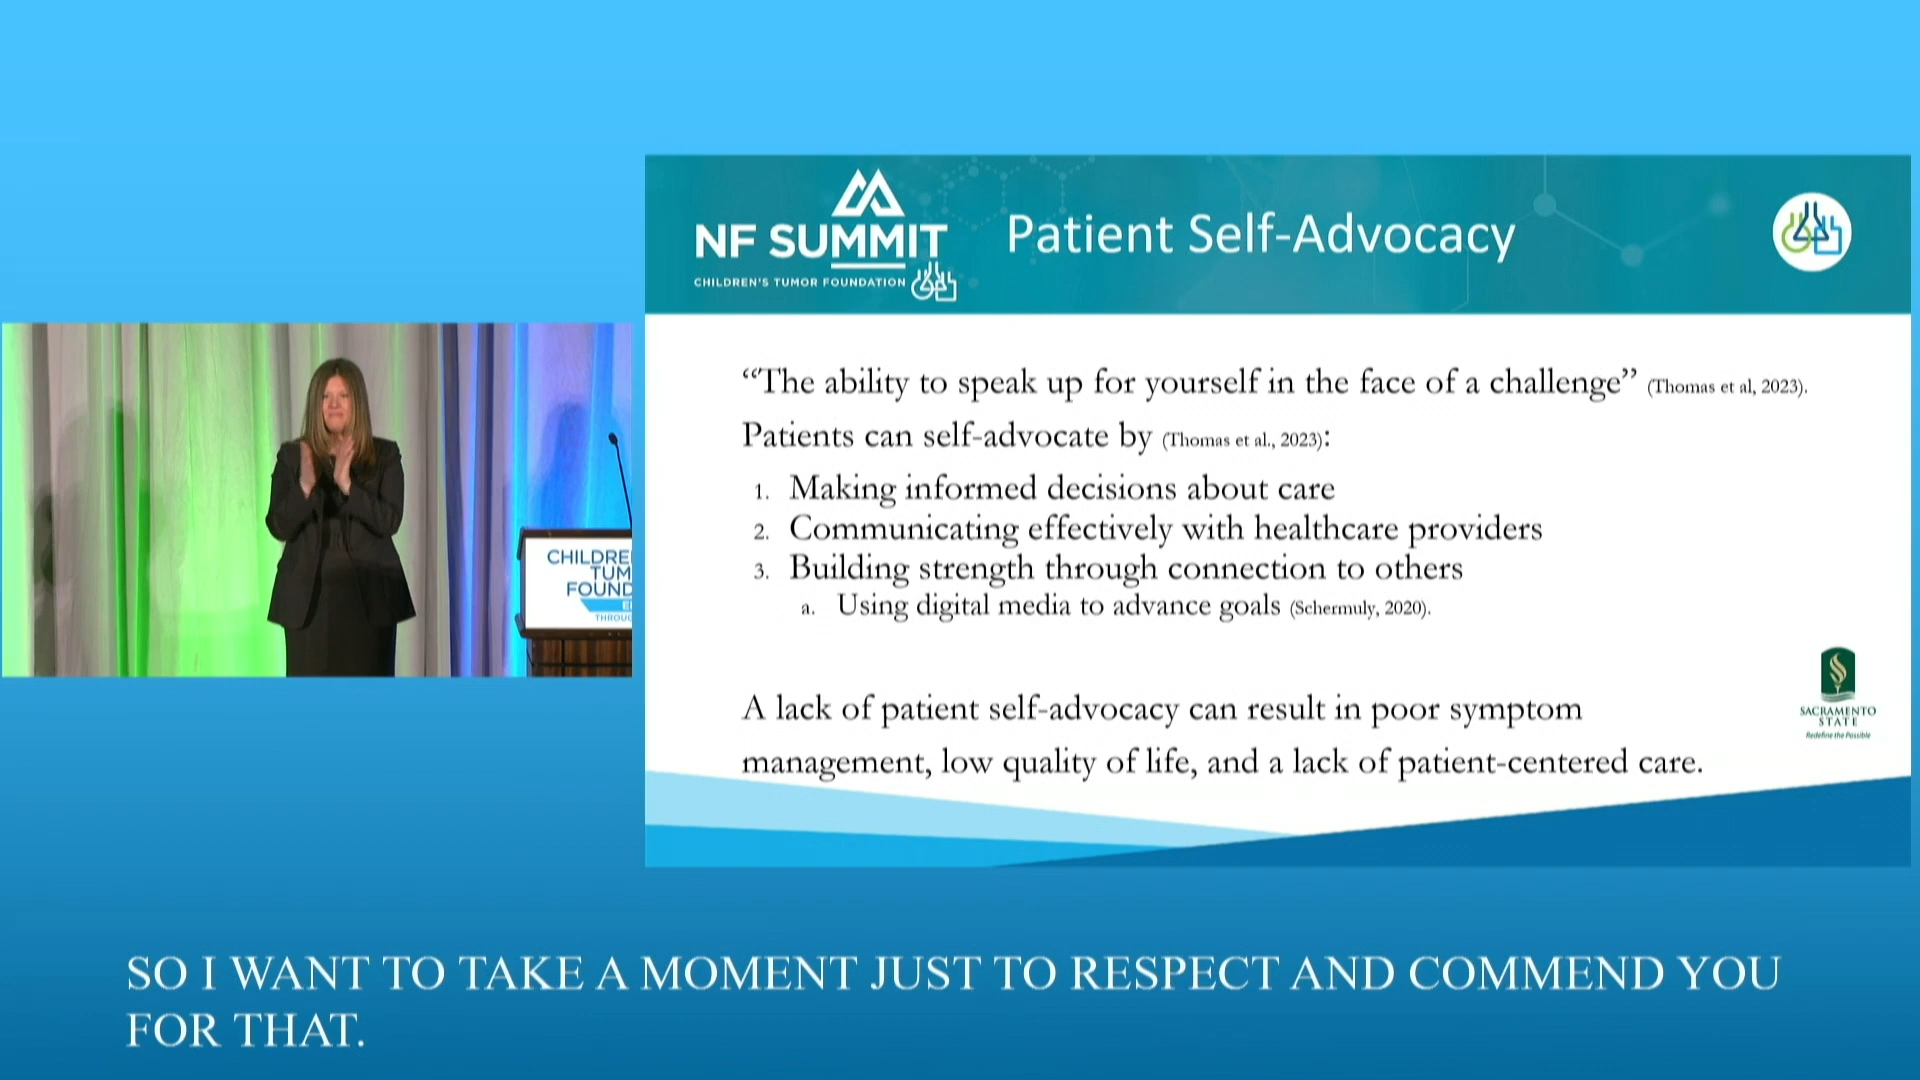 NF SUMMIT
CHILDREN'S TUMOR FOUNDATION
Patient Self-Advocacy
“The ability to speak up for yourself in the face of a challenge” (Thomas et al, 2023).
Patients can self-advocate by (Thomas et al., 2023):
1. Making informed decisions about care
2. Communicating effectively with healthcare providers
3. Building strength through connection to others
a. Using digital media to advance goals (Schermuly, 2020).
A lack of patient self-advocacy can result in poor symptom
management, low quality of life, and a lack of patient-centered care.
SACRAMENTO
STATE
Redefine the Possible
CHILDRE
TUM
FOUND
E
THROUG
SO I WANT TO TAKE A MOMENT JUST TO RESPECT AND COMMEND YOU
FOR THAT.